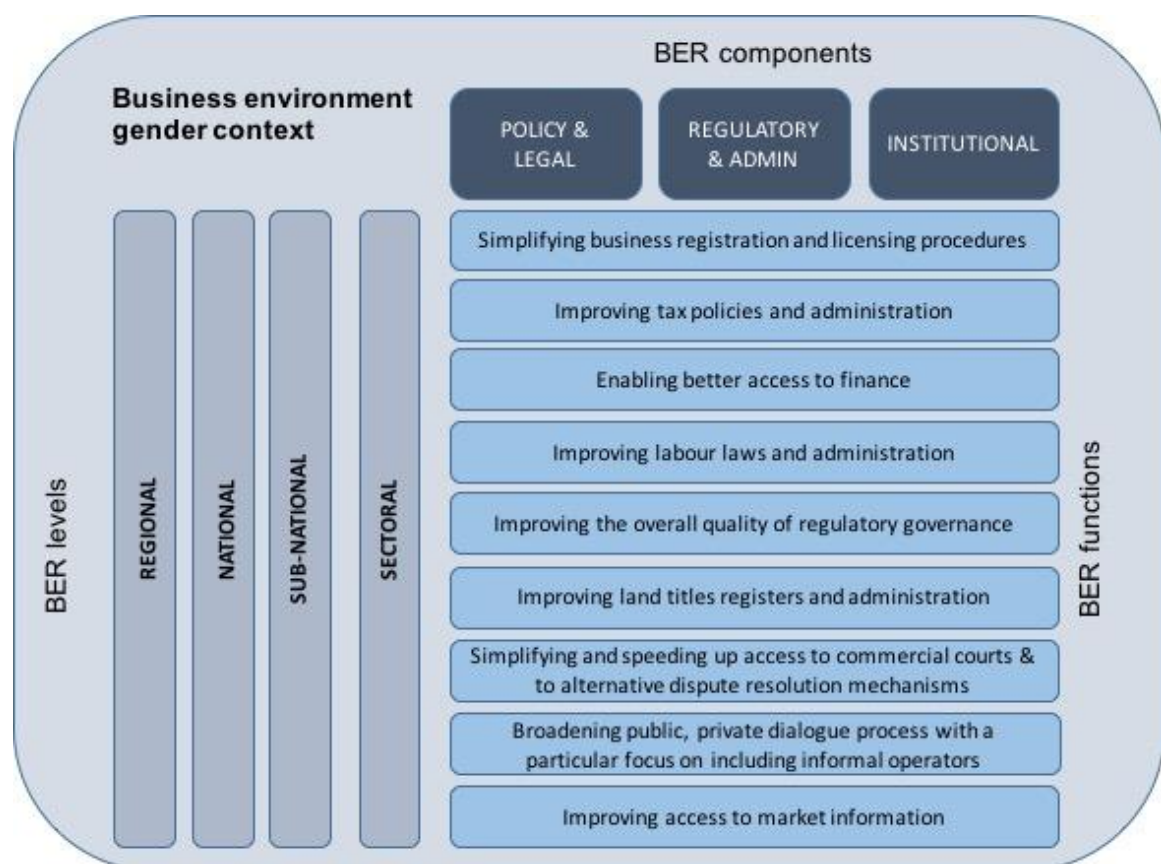 BER components
Business environment
gender context
POLICY &
LEGAL
REGULATORY
& ADMIN
INSTITUTIONAL
BER levels
REGIONAL
NATIONAL
SUB-NATIONAL
SECTORAL
Simplifying business registration and licensing procedures
Improving tax policies and administration
Enabling better access to finance
Improving labour laws and administration
Improving the overall quality of regulatory governance
Improving land titles registers and administration
Simplifying and speeding up access to commercial courts &
to alternative dispute resolution mechanisms
Broadening public, private dialogue process with a
particular focus on including informal operators
Improving access to market information
BER functions